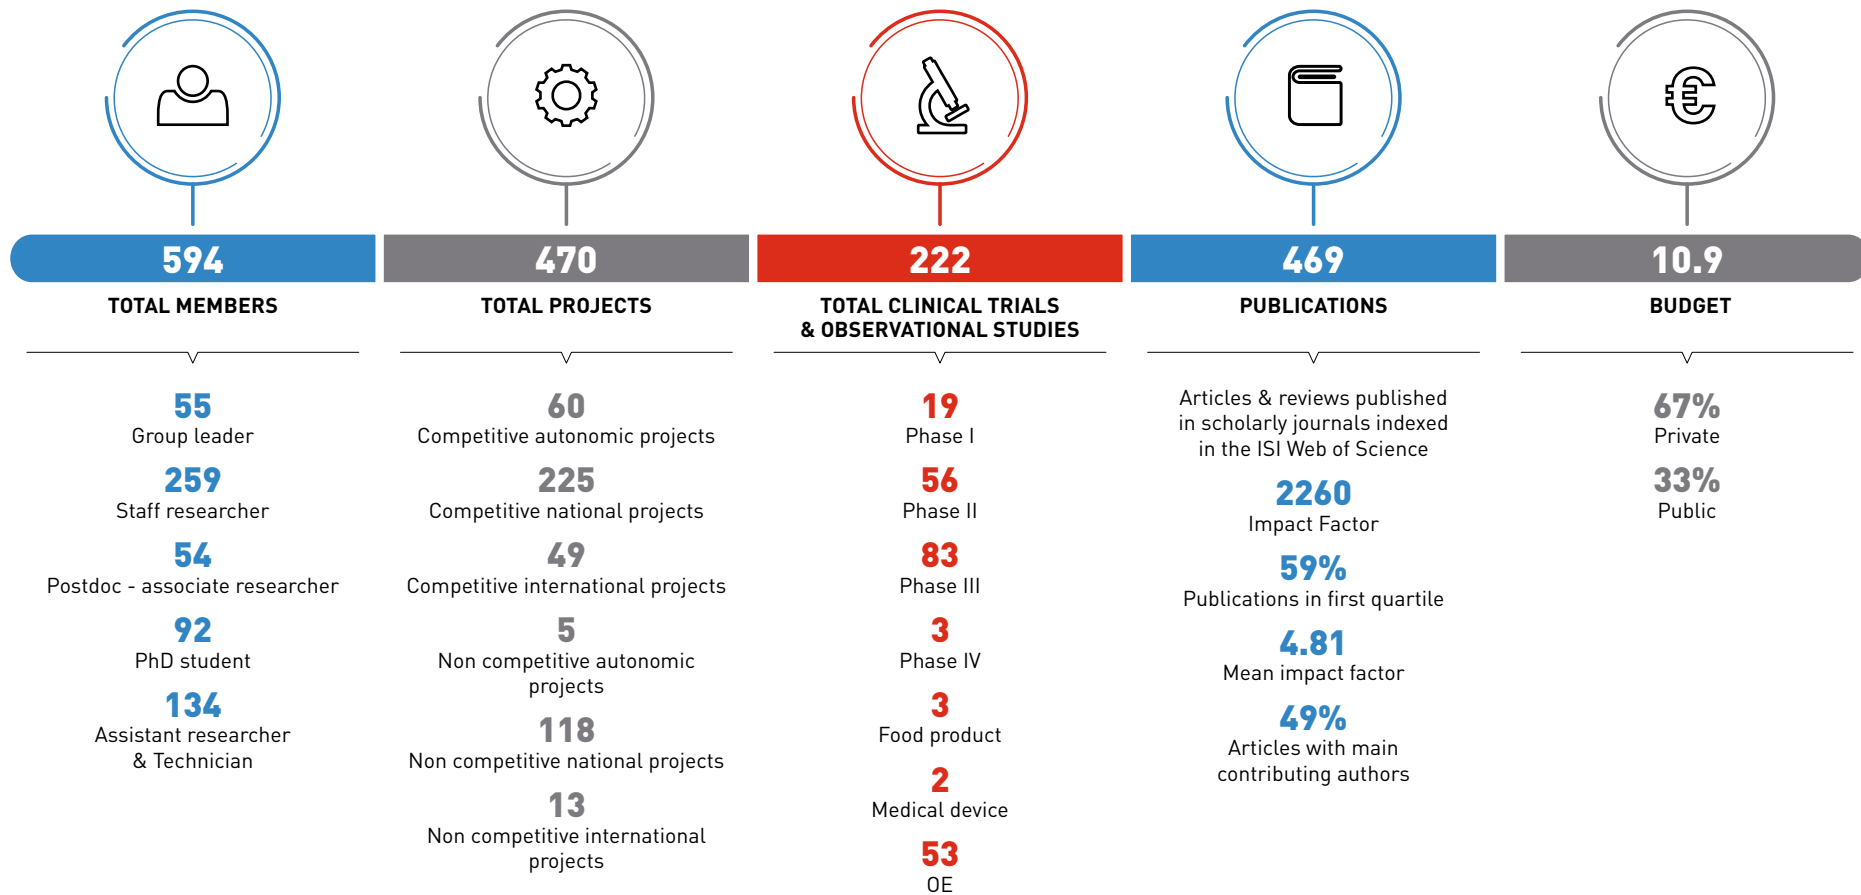 594
TOTAL MEMBERS
55
Group leader
259
Staff researcher
54
Postdoc - associate researcher
92
PhD student
134
Assistant researcher
& Technician
470
TOTAL PROJECTS
60
Competitive autonomic projects
225
Competitive national projects
49
Competitive international projects
5
Non competitive autonomic
projects
118
Non competitive national projects
13
Non competitive international
projects
222
TOTAL CLINICAL TRIALS
& OBSERVATIONAL STUDIES
19
Phase I
56
Phase II
83
Phase III
3
Phase IV
3
Food product
2
Medical device
53
OE
469
PUBLICATIONS
Articles & reviews published
in scholarly journals indexed
in the ISI Web of Science
2260
Impact Factor
59%
Publications in first quartile
4.81
Mean impact factor
49%
Articles with main
contributing authors
€
10.9
BUDGET
67%
Private
33%
Public